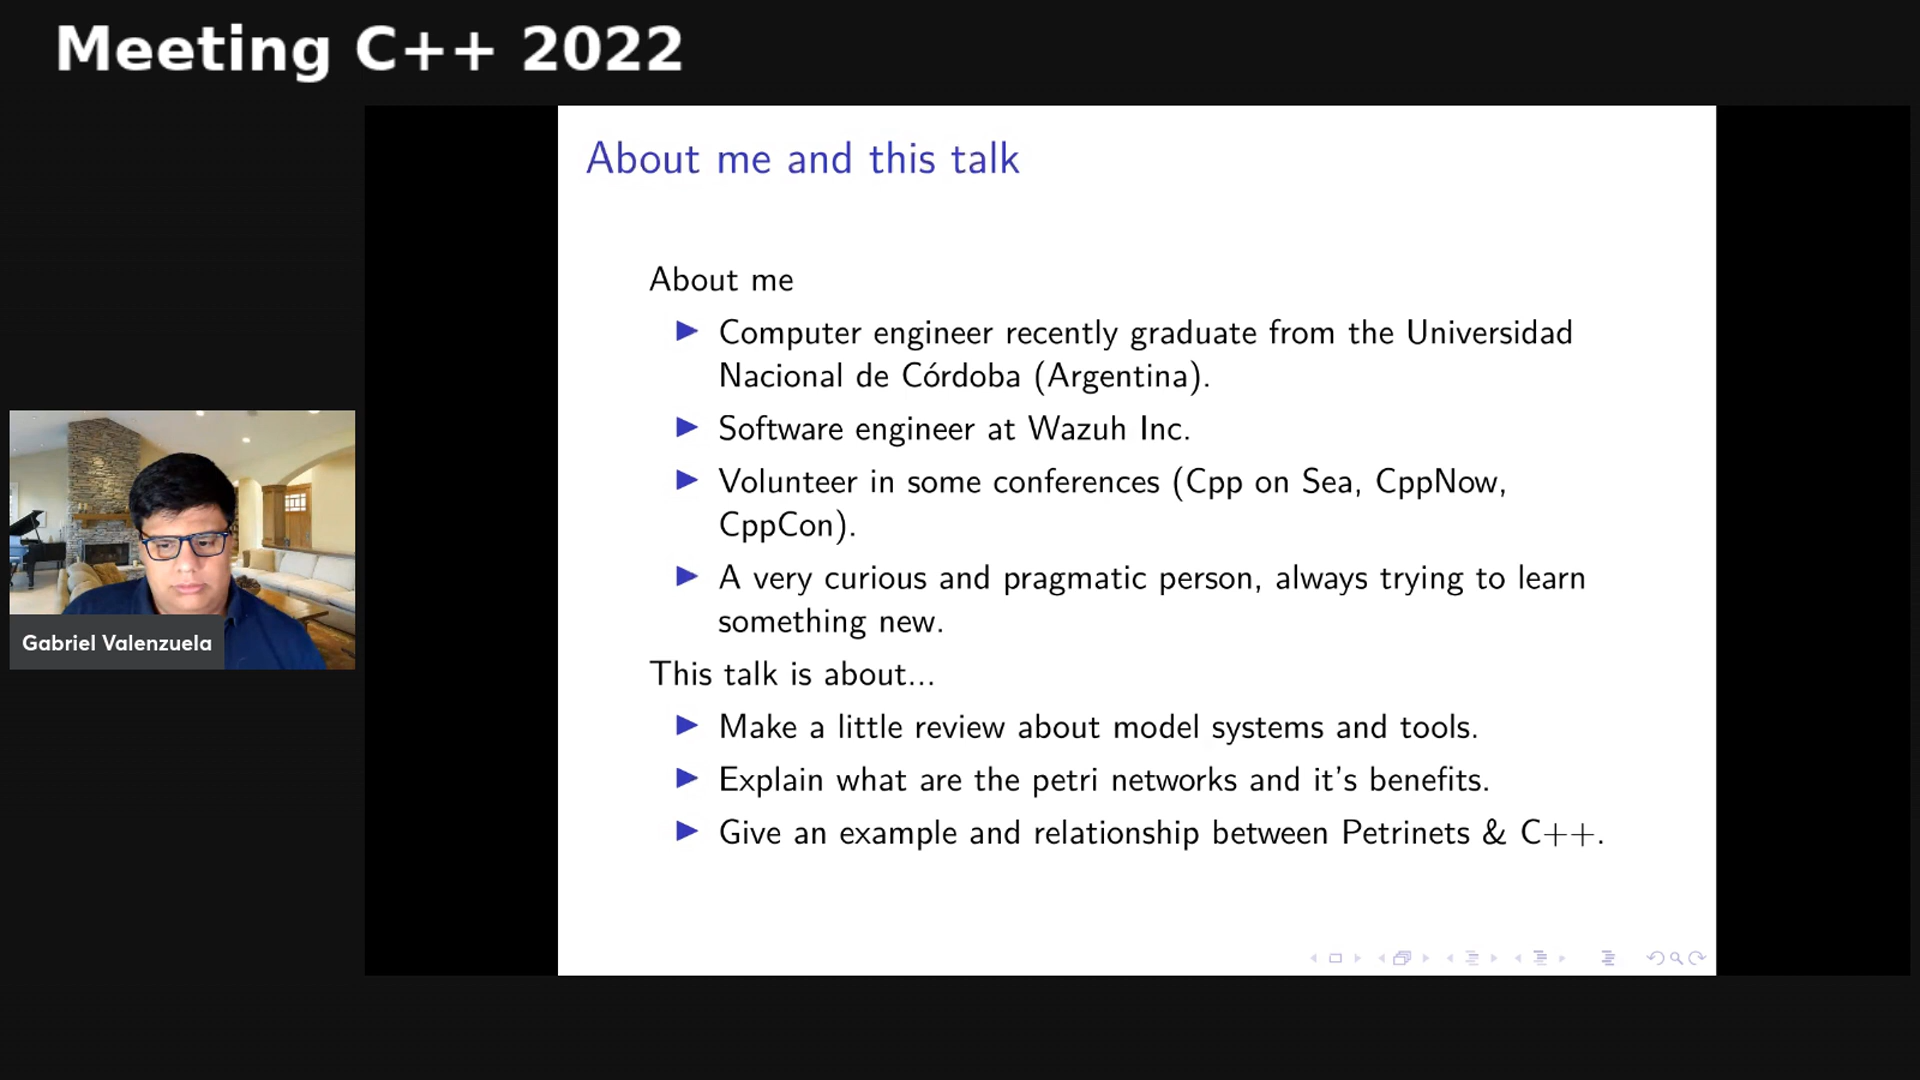 Meeting C++ 2022
About me and this talk
About me
Computer engineer recently graduate from the Universidad
Nacional de Córdoba (Argentina).
Software engineer at Wazuh Inc.
Volunteer in some conferences (Cpp on Sea, CppNow,
CppCon).
A very curious and pragmatic person, always trying to learn
something new.
Gabriel Valenzuela
This talk is about...
Make a little review about model systems and tools.
Explain what are the petri networks and it's benefits.
Give an example and relationship between Petrinets & C++.